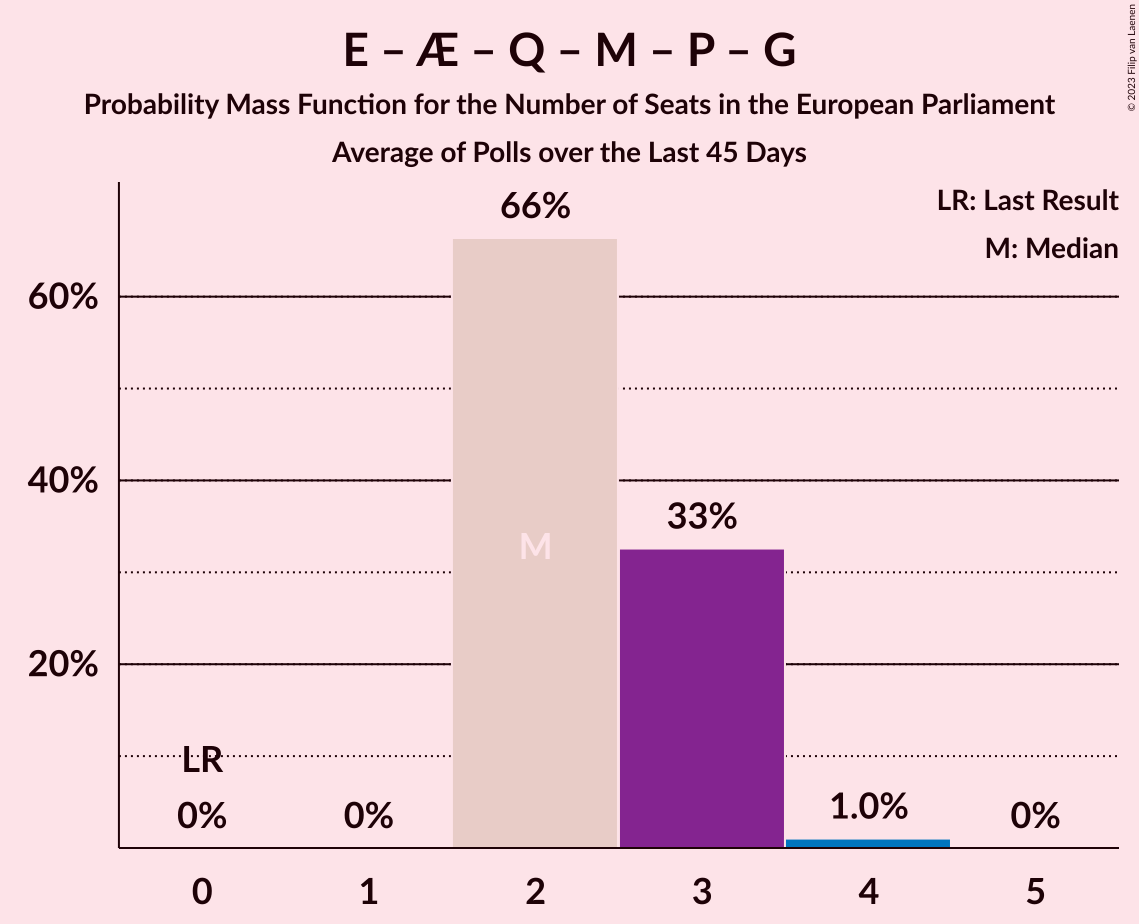 E – Æ – Q – M – P – G
Probability Mass Function for the Number of Seats in the European Parliament
Average of Polls over the Last 45 Days
© 2023 Filip van Laenen
LR: Last Result
M: Median
66%
60%
40%
33%
M
20%
LR
0%
0%
1.0%
0%
0 1 2 3 4 5